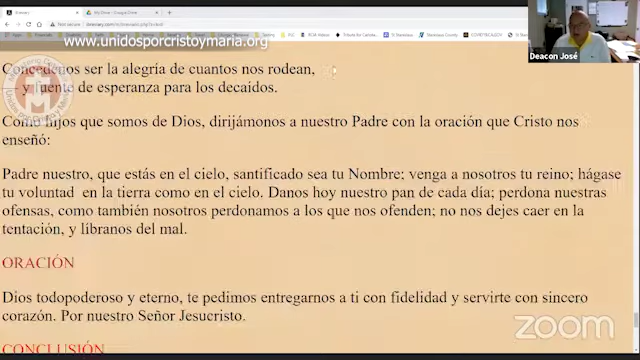 www.unidosporcristoymaria.org
Deacon José
Concédenos ser la alegría de cuantos nos rodean,
- y fuente de esperanza para los decaídos.
Como hijos que somos de Dios, dirijámonos a nuestro Padre con la oración que Cristo nos
enseñó:
Padre nuestro, que estás en el cielo, santificado sea tu Nombre; venga a nosotros tu reino; hágase
tu voluntad en la tierra como en el cielo. Danos hoy nuestro pan de cada día; perdona nuestras
ofensas, como también nosotros perdonamos a los que nos ofenden; no nos dejes caer en la
tentación, y líbranos del mal.
ORACIÓN
Dios todopoderoso y eterno, te pedimos entregarnos a ti con fidelidad y servirte con sincero
corazón. Por nuestro Señor Jesucristo.
CONCLUSIÓN
zoom